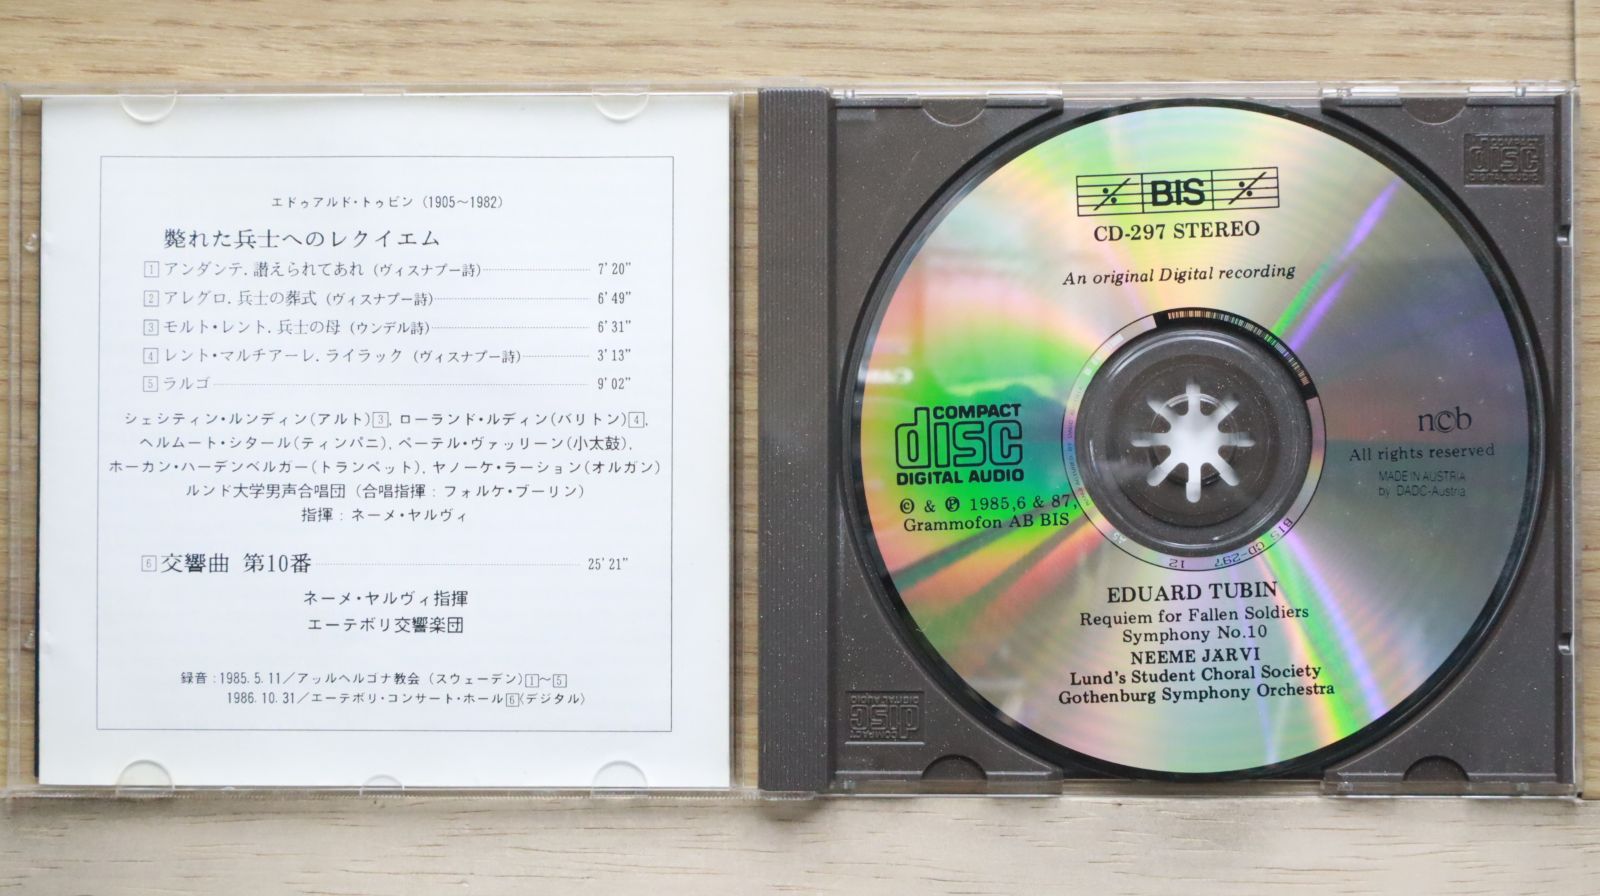 エドゥアルド・トゥビン (1905～1982)
斃れた兵士へのレクイエム
1 アンダンテ. 讃えられてあれ (ヴィスナプー詩) 7'20"
2 アレグロ. 兵士の葬式 (ヴィスナプー詩) 6'49"
3 モルト・レント. 兵士の母 (ウンデル詩) 6'31"
4 レント・マルチアーレ. ライラック (ヴィスナプー詩) 3'13"
5 ラルゴ 9'02"
シェシティン・ルンディン(アルト)3, ローランド・ルディン(バリトン)4,
ヘルムート・シタール(ティンパニ), ペーテル・ヴァッリーン(小太鼓),
ホーカン・ハーデンベルガー(トランペット), ヤノーケ・ラーション(オルガン)
ルンド大学男声合唱団 (合唱指揮：フォルケ・ブーリン)
指揮：ネーメ・ヤルヴィ
6 交響曲 第10番 25'21"
ネーメ・ヤルヴィ指揮
エーテボリ交響楽団
録音：1985. 5. 11／アッルヘルゴナ教会 (スウェーデン)1～5
1986. 10. 31／エーテボリ・コンサート・ホール6〈デジタル〉
BIS
CD-297 STEREO
An original Digital recording
COMPACT
disc
DIGITAL AUDIO
© & ℗ 1985,6 & 87,
Grammofon AB BIS
n©b
All rights reserved
MADE IN AUSTRIA
by DADC-Austria
BIS CD-297 12
EDUARD TUBIN
Requiem for Fallen Soldiers
Symphony No.10
NEEME JÄRVI
Lund's Student Choral Society
Gothenburg Symphony Orchestra
COMPACT
disc
DIGITAL AUDIO
COMPACT
disc
DIGITAL AUDIO